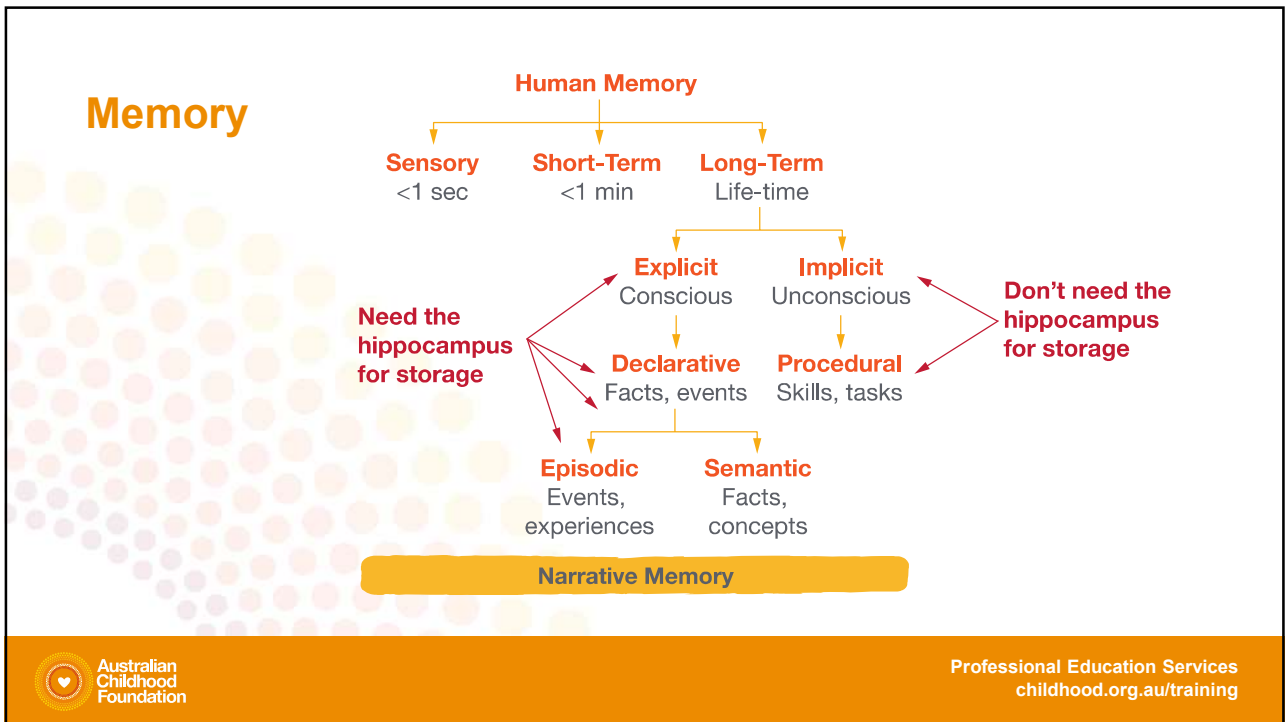 Memory
Human Memory
Sensory
<1 sec
Short-Term
<1 min
Long-Term
Life-time
Explicit
Conscious
Implicit
Unconscious
Need the
hippocampus
for storage
Don't need the
hippocampus
for storage
Declarative
Facts, events
Procedural
Skills, tasks
Episodic
Events,
experiences
Semantic
Facts,
concepts
Narrative Memory
Australian
Childhood
Foundation
Professional Education Services
childhood.org.au/training